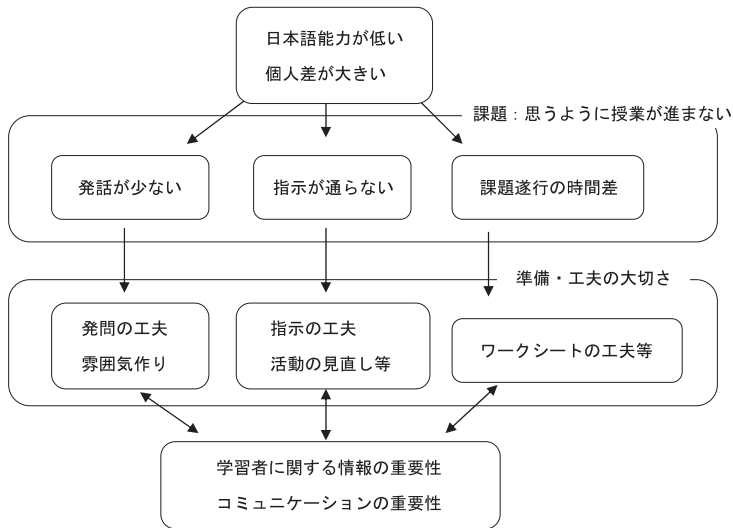 日本語能力が低い
個人差が大きい
課題：思うように授業が進まない
発話が少ない
指示が通らない
課題遂行の時間差
準備・工夫の大切さ
発問の工夫
雰囲気作り
指示の工夫
活動の見直し等
ワークシートの工夫等
学習者に関する情報の重要性
コミュニケーションの重要性